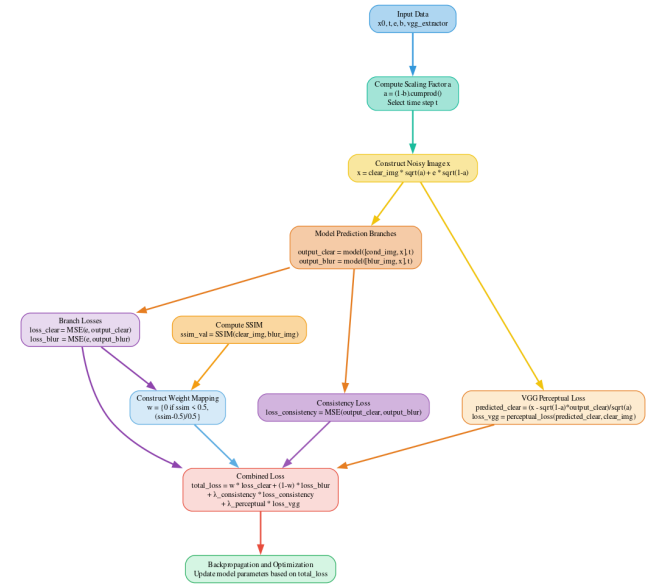 Input Data
x0, t, e, b, vgg_extractor
Compute Scaling Factor a
a = (1-b).cumprod()
Select time step t
Construct Noisy Image x
x = clear_img * sqrt(a) + e * sqrt(1-a)
Model Prediction Branches
output_clear = model([cond_img, x], t)
output_blur = model([blur_img, x], t)
Branch Losses
loss_clear = MSE(e, output_clear)
loss_blur = MSE(e, output_blur)
Compute SSIM
ssim_val = SSIM(clear_img, blur_img)
Construct Weight Mapping
w = {0 if ssim < 0.5,
(ssim-0.5)/0.5}
Consistency Loss
loss_consistency = MSE(output_clear, output_blur)
VGG Perceptual Loss
predicted_clear = (x - sqrt(1-a)*output_clear)/sqrt(a)
loss_vgg = perceptual_loss(predicted_clear, clear_img)
Combined Loss
total_loss = w * loss_clear + (1-w) * loss_blur
+ λ_consistency * loss_consistency
+ λ_perceptual * loss_vgg
Backpropagation and Optimization
Update model parameters based on total_loss